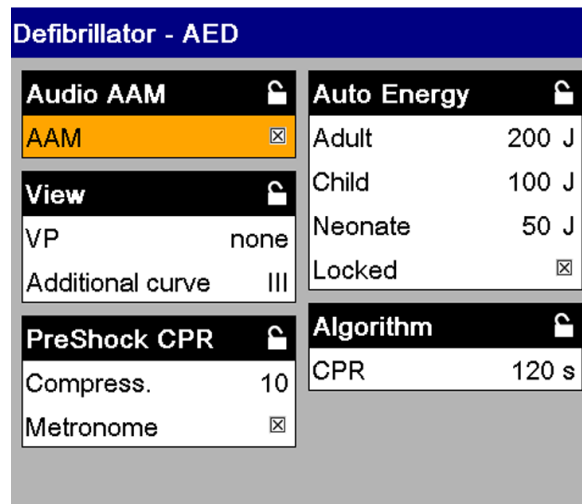 Defibrillator - AED
Audio AAM
AAM
View
VP none
Additional curve III
PreShock CPR
Compress. 10
Metronome
Auto Energy
Adult 200 J
Child 100 J
Neonate 50 J
Locked
Algorithm
CPR 120 s